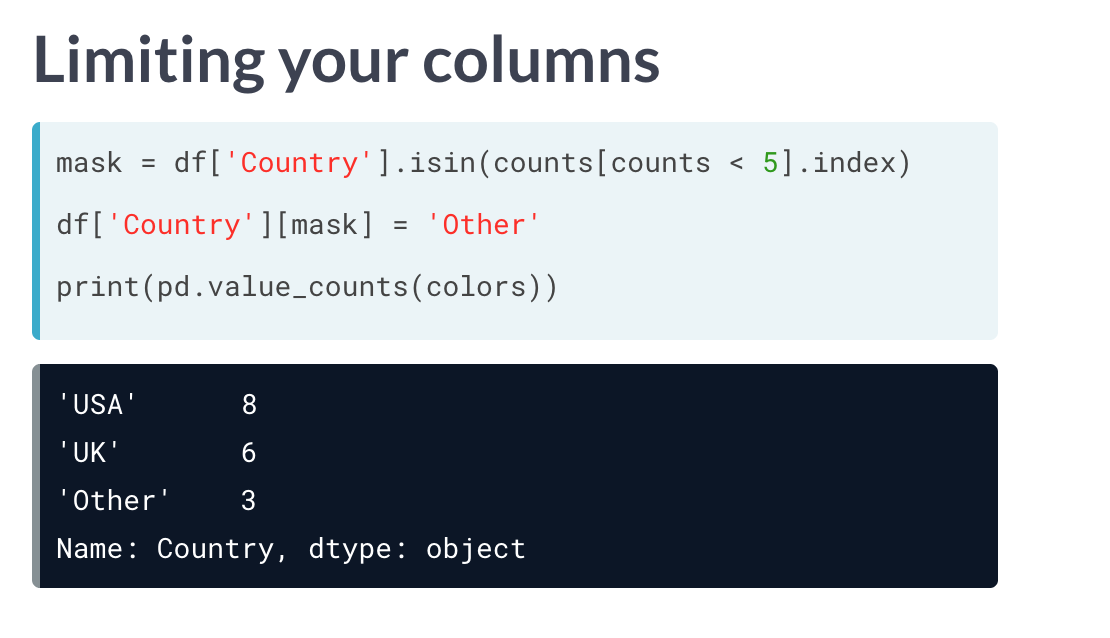 Limiting your columns
mask = df['Country'].isin(counts[counts < 5].index)
df['Country'][mask] = 'Other'
print(pd.value_counts(colors))
'USA'      8
'UK'       6
'Other'    3
Name: Country, dtype: object